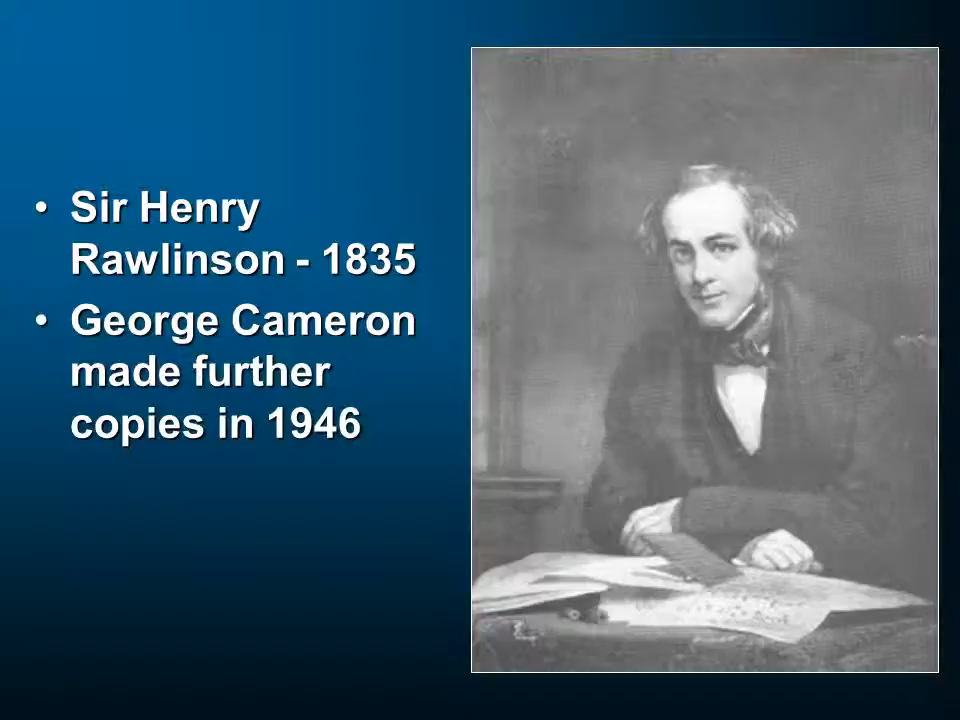 • Sir Henry
Rawlinson - 1835
• George Cameron
made further
copies in 1946